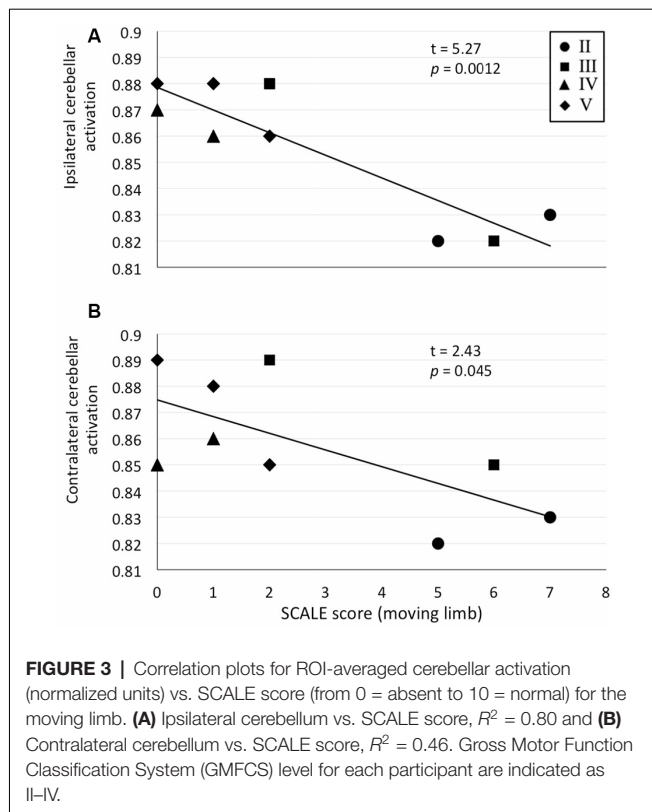 A
0.9
0.88
0.87
0.86
0.85
0.84
0.83
0.82
0.81
Ipsilateral cerebellar
activation
t = 5.27
p = 0.0012
II
III
IV
V
B
0.9
0.89
0.88
0.87
0.86
0.85
0.84
0.83
0.82
0.81
Contralateral cerebellar
activation
t = 2.43
p = 0.045
0 1 2 3 4 5 6 7 8
SCALE score (moving limb)
FIGURE 3 | Correlation plots for ROI-averaged cerebellar activation
(normalized units) vs. SCALE score (from 0 = absent to 10 = normal) for the
moving limb. (A) Ipsilateral cerebellum vs. SCALE score, R² = 0.80 and (B)
Contralateral cerebellum vs. SCALE score, R² = 0.46. Gross Motor Function
Classification System (GMFCS) level for each participant are indicated as
II–IV.